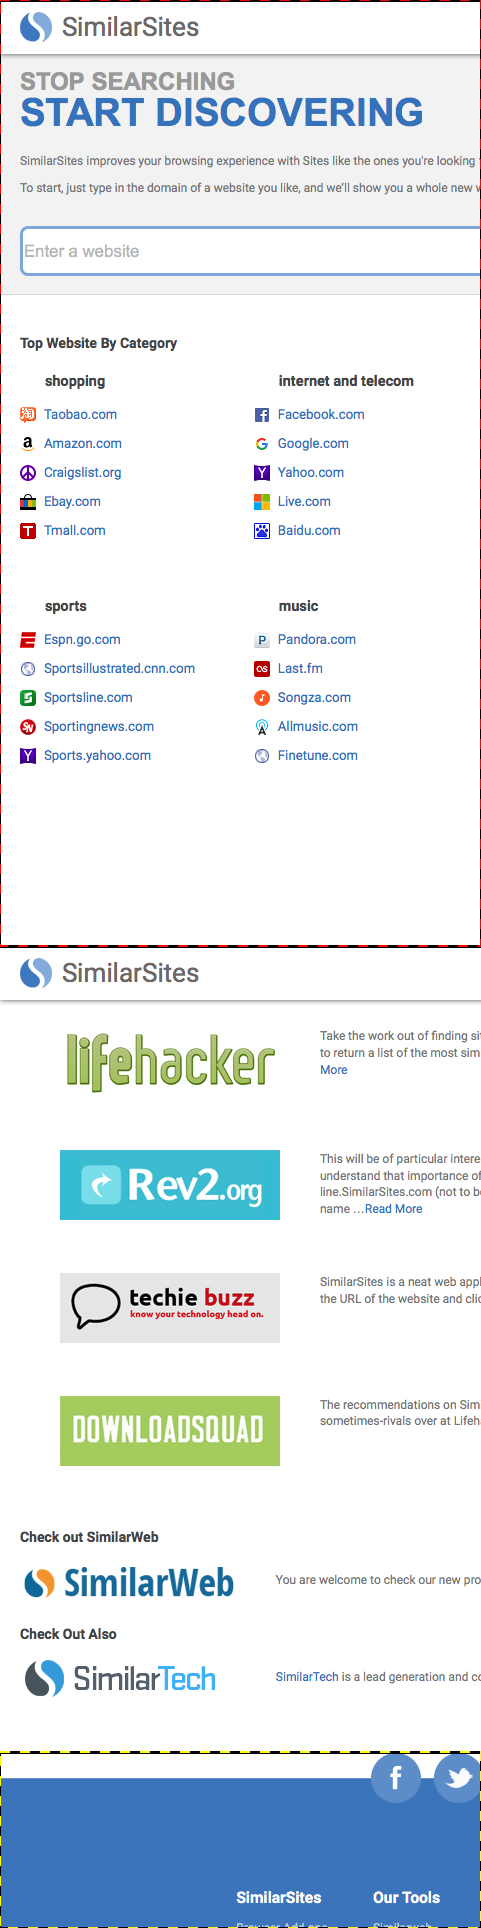 SimilarSites
STOP SEARCHING
START DISCOVERING
SimilarSites improves your browsing experience with Sites like the ones you're looking
To start, just type in the domain of a website you like, and we'll show you a whole new
Enter a website
Top Website By Category
shopping
Taobao.com
Amazon.com
Craigslist.org
Ebay.com
Tmall.com
internet and telecom
Facebook.com
Google.com
Yahoo.com
Live.com
Baidu.com
sports
Espn.go.com
Sportsillustrated.cnn.com
Sportsline.com
Sportingnews.com
Sports.yahoo.com
music
Pandora.com
Last.fm
Songza.com
Allmusic.com
Finetune.com
SimilarSites
lifehacker
Take the work out of finding
to return a list of the most
More
Rev2.org
This will be of particular
understand that importance of
line.SimilarSites.com (not to
name ...Read More
techie buzz
know your technology head on.
SimilarSites is a neat web
the URL of the website and
DOWNLOADSQUAD
The recommendations on
sometimes-rivals over at
Check out SimilarWeb
SimilarWeb
You are welcome to check our new
Check Out Also
SimilarTech
SimilarTech is a lead generation and
SimilarSites
Our Tools